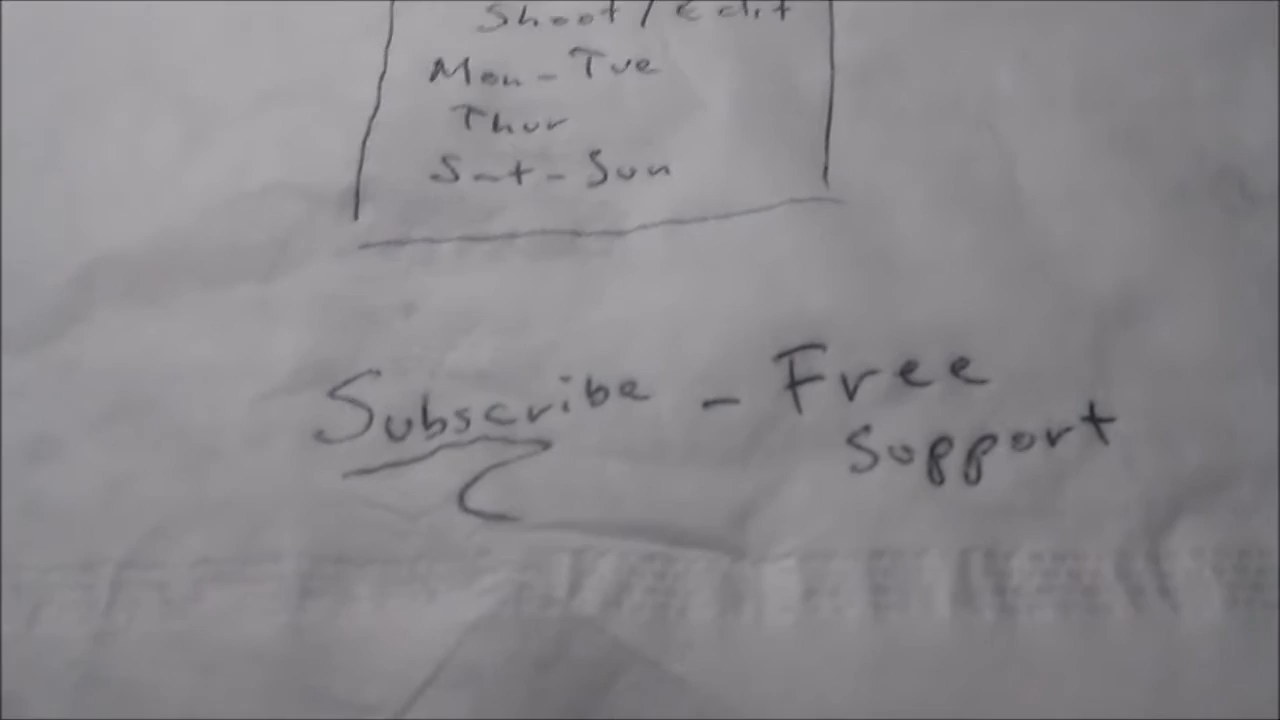 Shoot / Edit
Mon - Tue
Thur
Sat - Sun
Subscribe - Free
Support